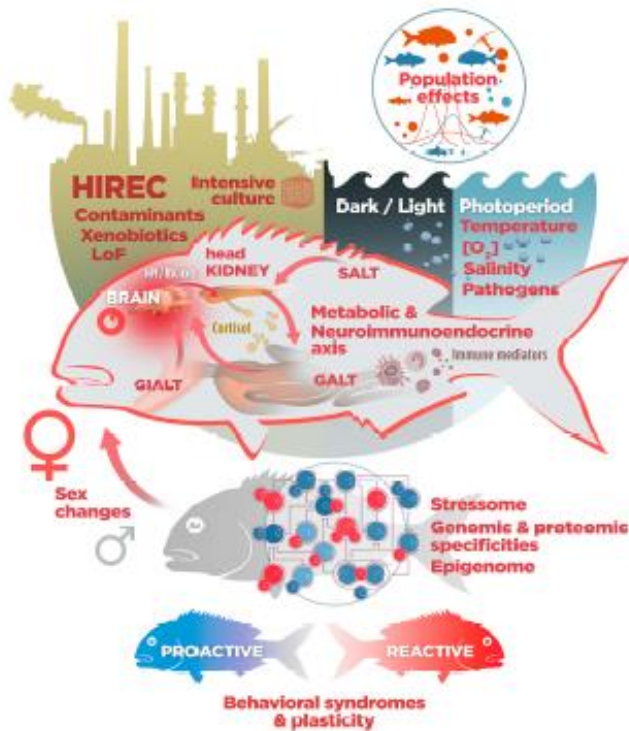 Population
effects
HIREC
Contaminants
Xenobiotics
LoF
Intensive
culture
Dark / Light
Photoperiod
Temperature
[O₂]
Salinity
Pathogens
head
KIDNEY
SALT
BRAIN
Cortisol
Metabolic &
Neuroimmunoendocrine
axis
Immune mediators
GIALT
GALT
Sex
changes
Stressome
Genomic & proteomic
specificities
Epigenome
PROACTIVE
REACTIVE
Behavioral syndromes
& plasticity